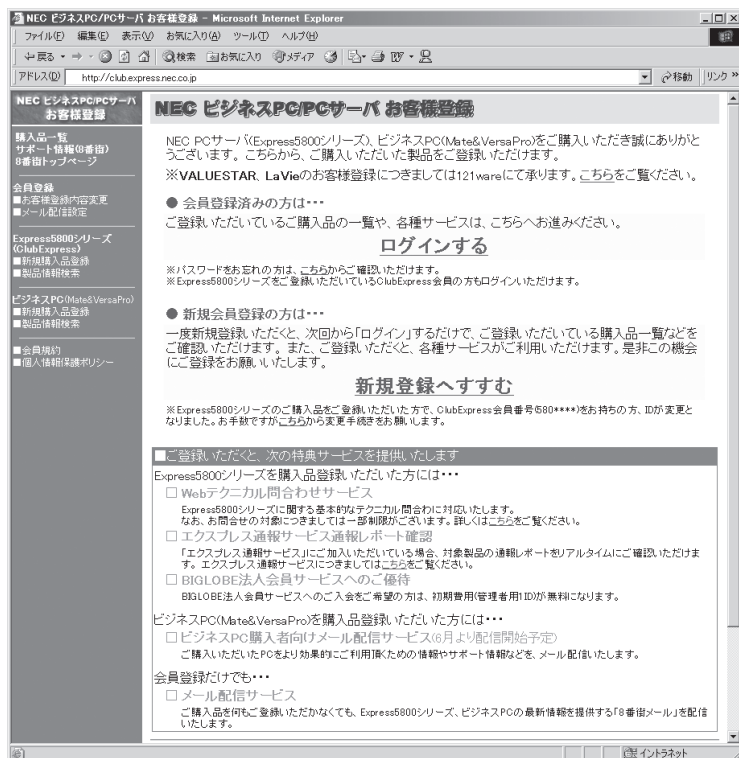 NEC ビジネスPC/PCサーバ お客様登録 - Microsoft Internet Explorer
ファイル(F) 編集(E) 表示(V) お気に入り(A) ツール(T) ヘルプ(H)
戻る 検索 お気に入り メディア
アドレス(D) http://club.express.nec.co.jp 移動 リンク »
NEC ビジネスPC/PCサーバ
お客様登録
購入品一覧
サポート情報(8番街)
8番街トップページ
会員登録
■お客様登録内容変更
■メール配信設定
Express5800シリーズ
(ClubExpress)
■新規購入品登録
■製品情報検索
ビジネスPC(Mate&VersaPro)
■新規購入品登録
■製品情報検索
■会員規約
■個人情報保護ポリシー
NEC ビジネスPC/PCサーバ お客様登録
NEC PCサーバ(Express5800シリーズ)、ビジネスPC(Mate&VersaPro)をご購入いただき誠にありがと
うございます。こちらから、ご購入いただいた製品をご登録いただけます。
※VALUESTAR、LaVieのお客様登録につきましては121wareにて承ります。こちらをご覧ください。
● 会員登録済みの方は・・・
ご登録いただいているご購入品の一覧や、各種サービスは、こちらへお進みください。
ログインする
※パスワードをお忘れの方は、こちらからご確認いただけます。
※Express5800シリーズをご登録いただいているClubExpress会員の方もログインいただけます。
● 新規会員登録の方は・・・
一度新規登録いただくと、次回から「ログイン」するだけで、ご登録いただいている購入品一覧などを
ご確認いただけます。また、ご登録いただくと、各種サービスがご利用いただけます。是非この機会
にご登録をお願いいたします。
新規登録へすすむ
※Express5800シリーズのご購入品をご登録いただいた方で、ClubExpress会員番号(580****)をお持ちの方、IDが変更と
なりました。お手数ですがこちらから変更手続きをお願します。
■ご登録いただくと、次の特典サービスを提供いたします
Express5800シリーズを購入品登録いただいた方には・・・
□ Webテクニカル問合わせサービス
Express5800シリーズに関する基本的なテクニカル問合わに対応いたします。
なお、お問合せの対象につきましては一部制限がございます。詳しくはこちらをご覧ください。
□ エクスプレス通報サービス通報レポート確認
「エクスプレス通報サービス」にご加入いただいている場合、対象製品の通報レポートをリアルタイムにご確認いただけま
す。エクスプレス通報サービスにつきましてはこちらをご覧ください。
□ BIGLOBE法人会員サービスへのご優待
BIGLOBE法人会員サービスへのご入会をご希望の方は、初期費用(管理者用1ID)が無料になります。
ビジネスPC(Mate&VersaPro)を購入品登録いただいた方には・・・
□ ビジネスPC購入者向けメール配信サービス(6月より配信開始予定)
ご購入いただいたPCをより効果的にご利用頂くための情報やサポート情報などを、メール配信いたします。
会員登録だけでも・・・
□ メール配信サービス
ご購入品を何もご登録いただかなくても、Express5800シリーズ、ビジネスPCの最新情報を提供する「8番街メール」を配信
いたします。
イントラネット